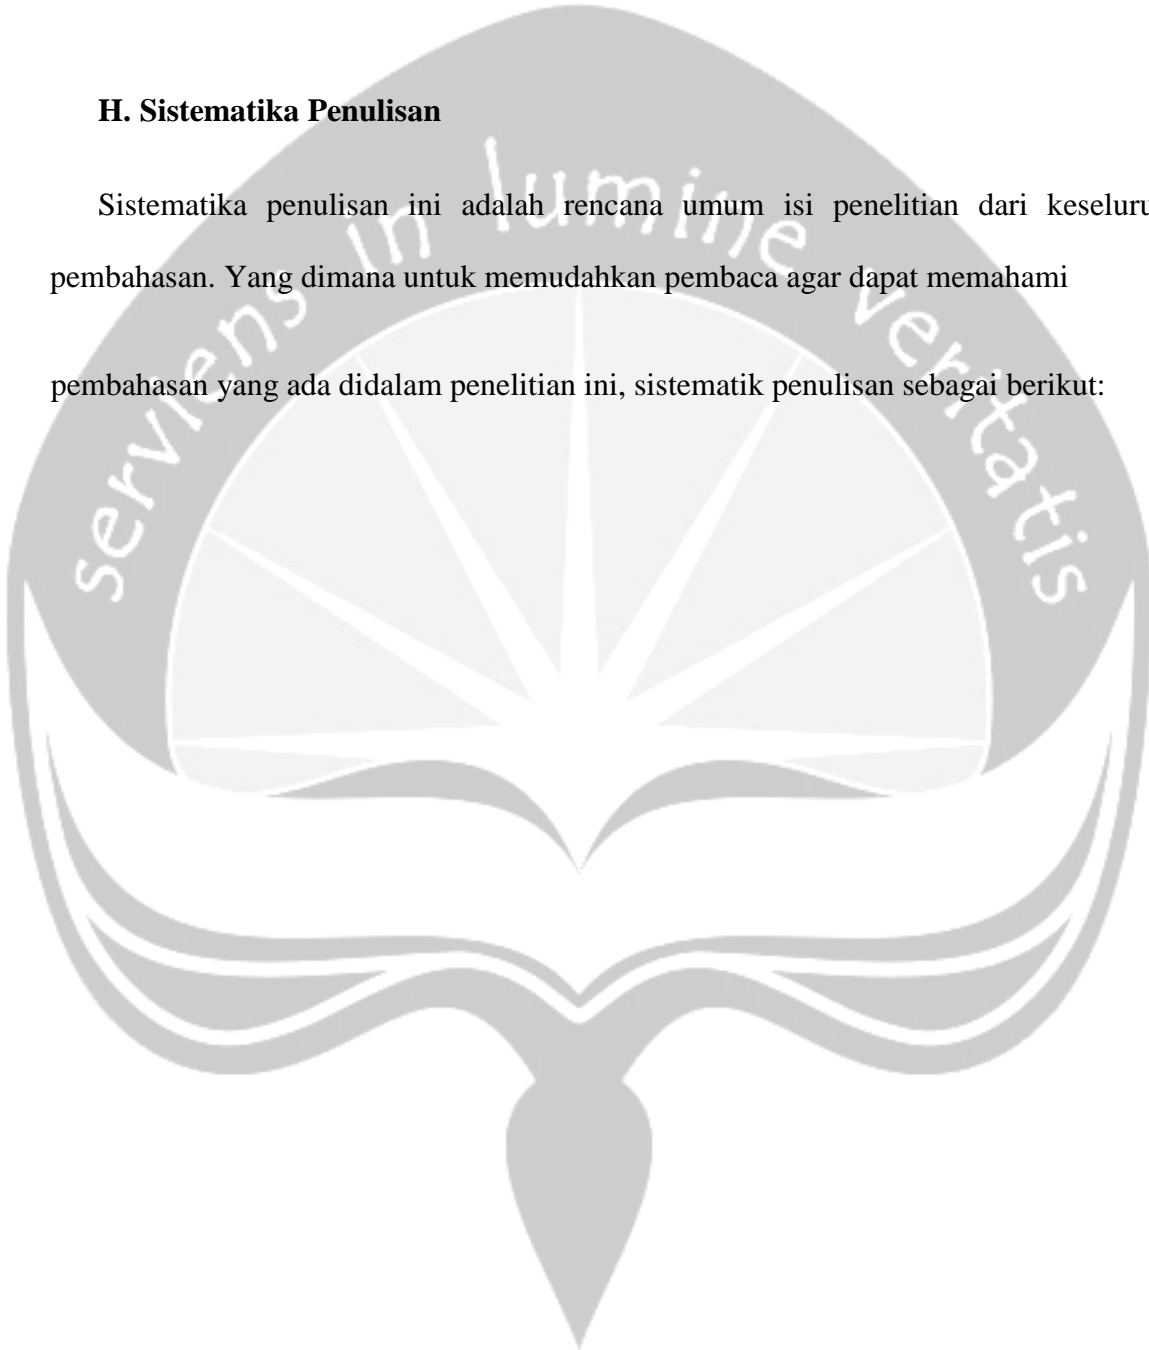 H. Sistematika Penulisan
Sistematika penulisan ini adalah rencana umum isi penelitian dari keseluru
pembahasan. Yang dimana untuk memudahkan pembaca agar dapat memahami
pembahasan yang ada didalam penelitian ini, sistematik penulisan sebagai berikut:
serviens in lumine veritatis